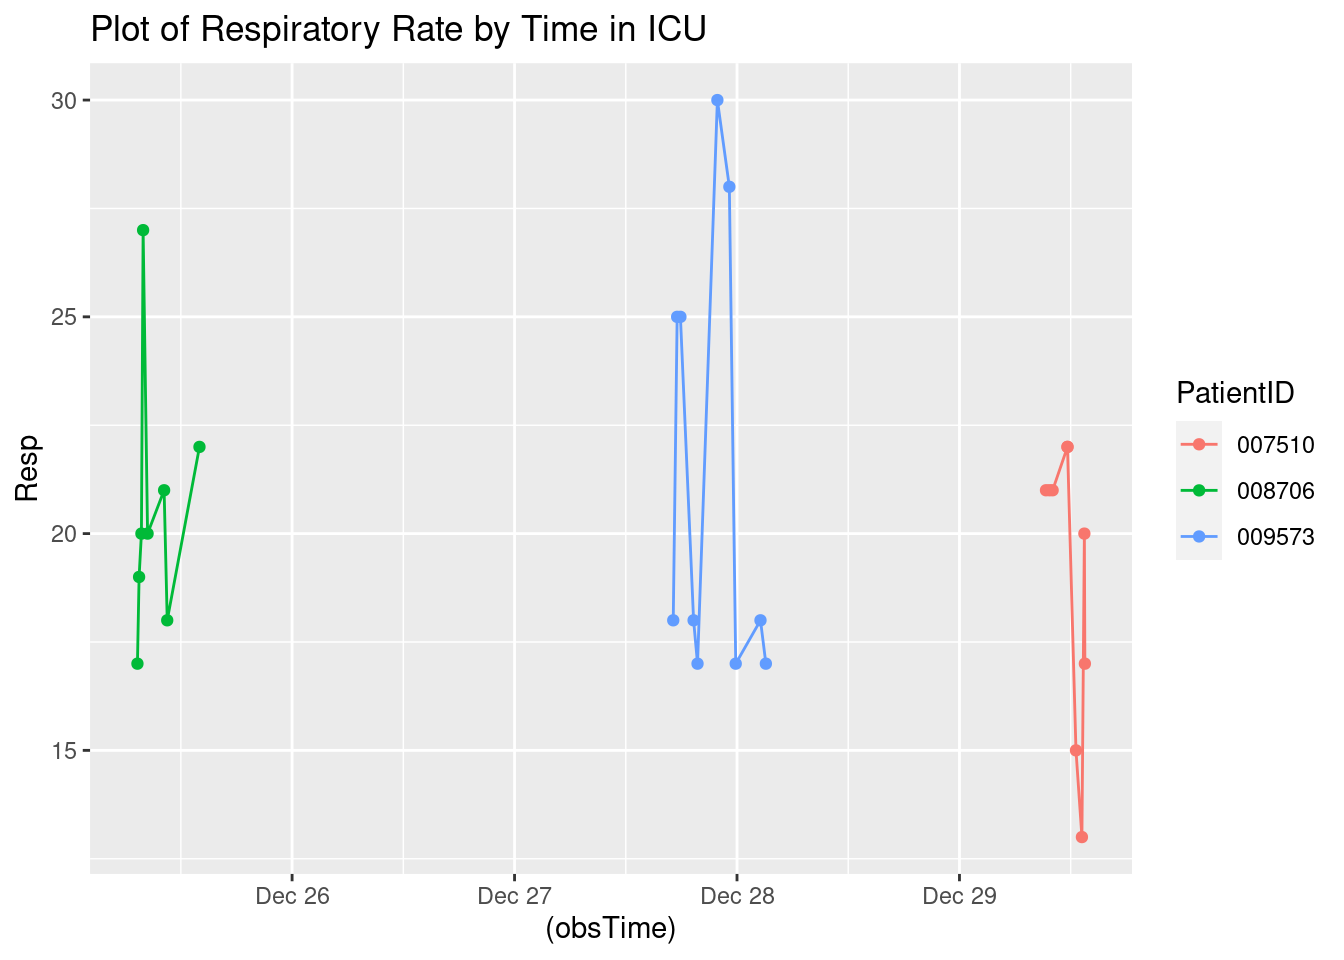 Plot of Respiratory Rate by Time in ICU
30
25
20
15
Resp
Dec 26
Dec 27
Dec 28
Dec 29
(obsTime)
PatientID
007510
008706
009573